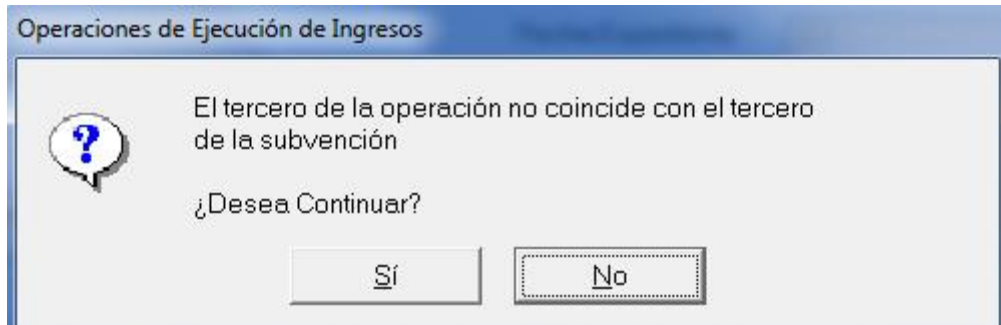 Operaciones de Ejecución de Ingresos
El tercero de la operación no coincide con el tercero
de la subvención
¿Desea Continuar?
Sí
No